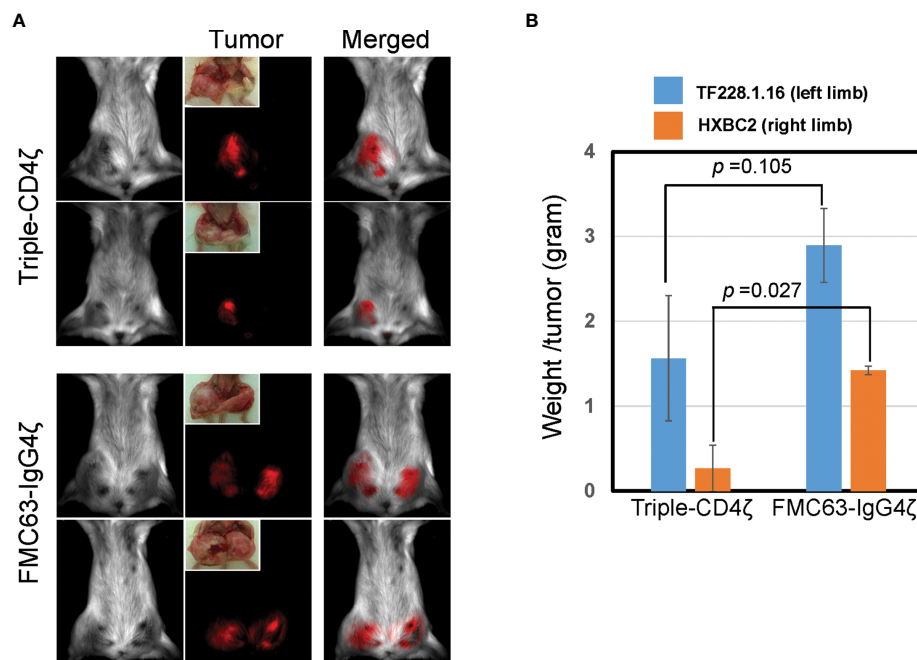 A
Tumor Merged
Triple-CD4ζ
FMC63-IgG4ζ
B
TF228.1.16 (left limb)
HXBC2 (right limb)
Weight /tumor (gram)
4
3
2
1
0
p =0.105
p =0.027
Triple-CD4ζ FMC63-IgG4ζ